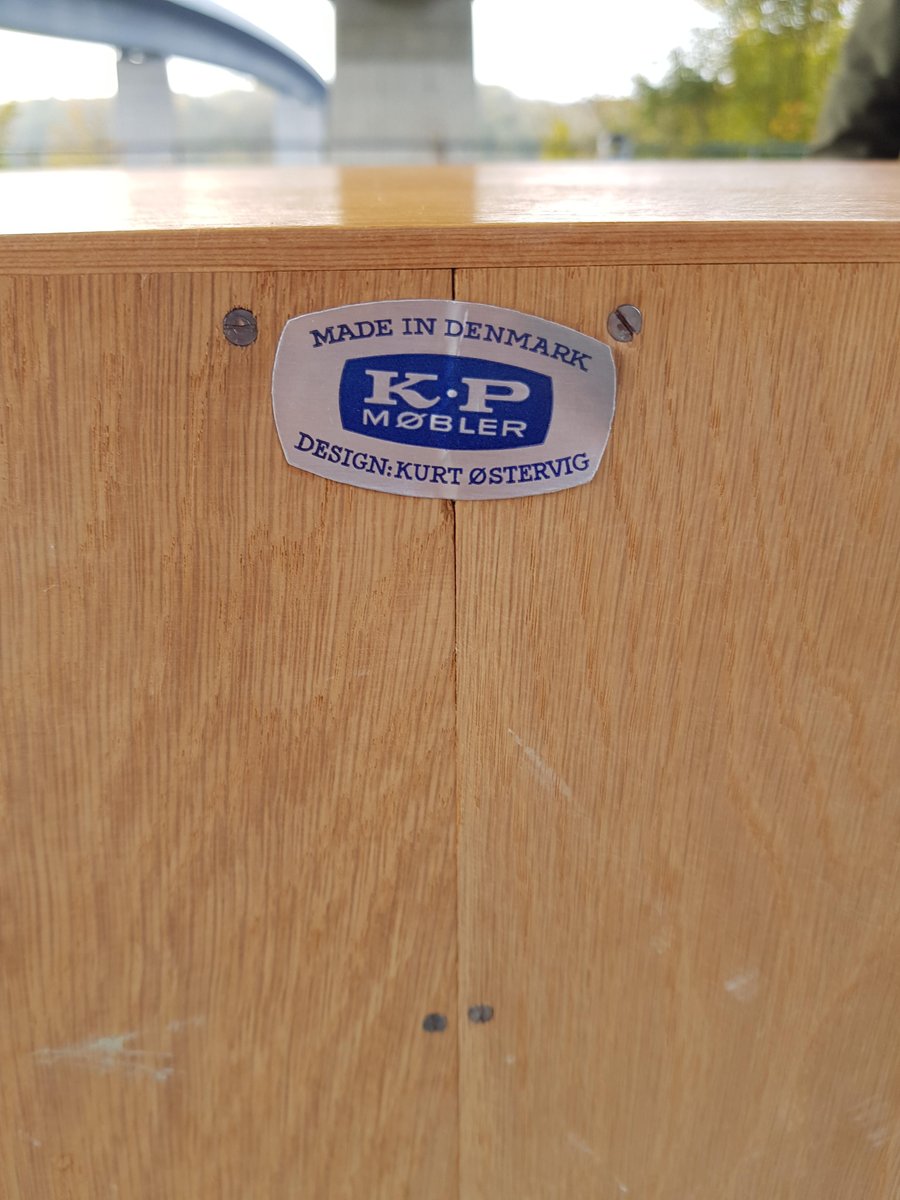 MADE IN DENMARK
K·P
MØBLER
DESIGN: KURT ØSTERVIG